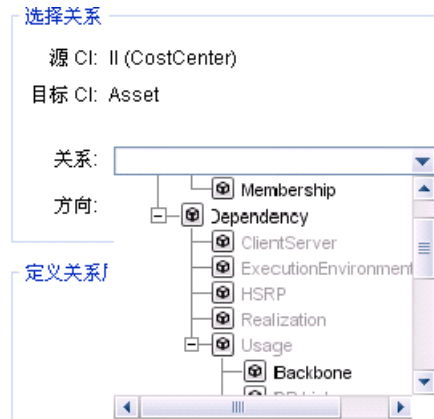 选择关系
源 CI: II (CostCenter)
目标 CI: Asset
关系:
Membership
方向:
Dependency
ClientServer
ExecutionEnvironment
定义关系
HSRP
Realization
Usage
Backbone